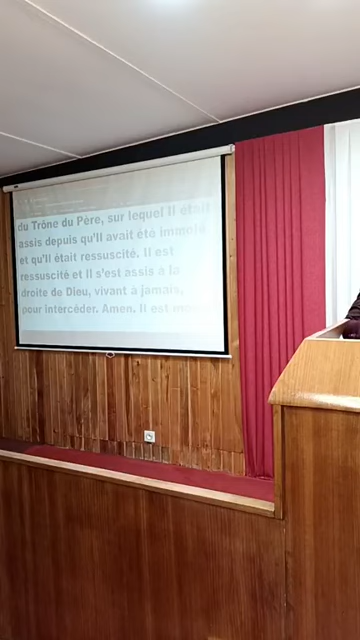 du Trône du Père, sur lequel Il était
assis depuis qu'Il avait été immolé
et qu'Il était ressuscité. Il est
ressuscité et Il s'est assis à la
droite de Dieu, vivant à jamais,
pour intercéder. Amen. Il est